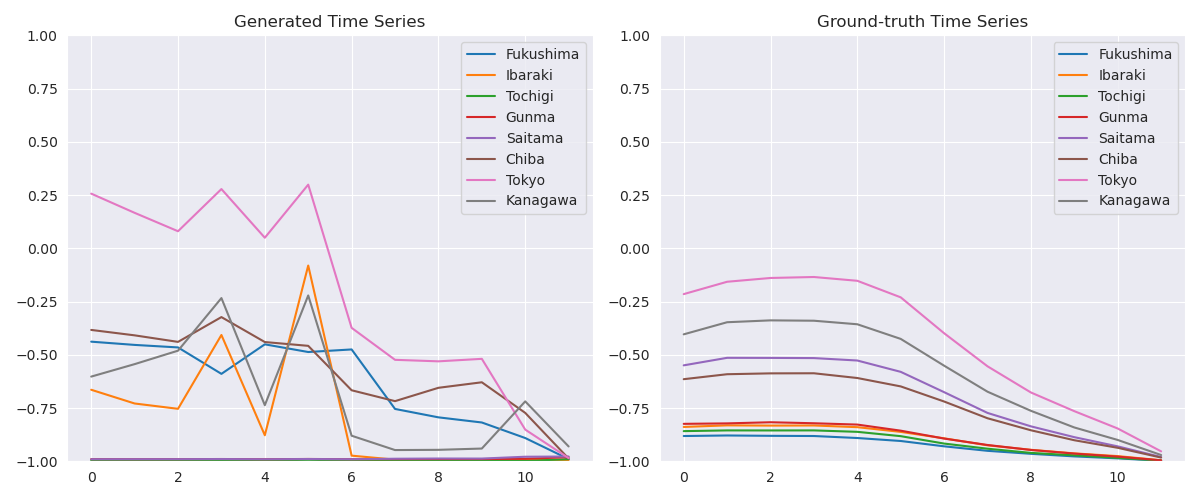 Generated Time Series
1.00
0.75
0.50
0.25
0.00
−0.25
−0.50
−0.75
−1.00
0 2 4 6 8 10
Fukushima
Ibaraki
Tochigi
Gunma
Saitama
Chiba
Tokyo
Kanagawa
Ground-truth Time Series
1.00
0.75
0.50
0.25
0.00
−0.25
−0.50
−0.75
−1.00
0 2 4 6 8 10
Fukushima
Ibaraki
Tochigi
Gunma
Saitama
Chiba
Tokyo
Kanagawa